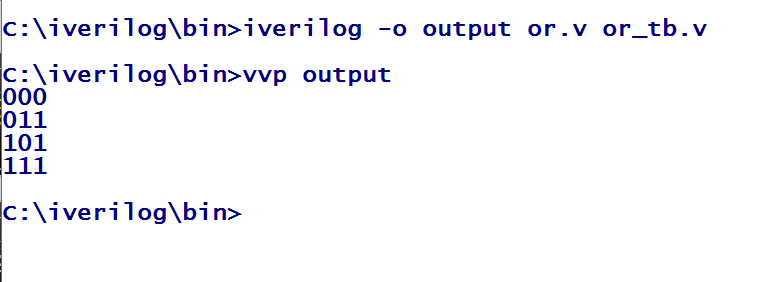 C:\iverilog\bin>iverilog -o output or.v or_tb.v
C:\iverilog\bin>vvp output
000
011
101
111
C:\iverilog\bin>